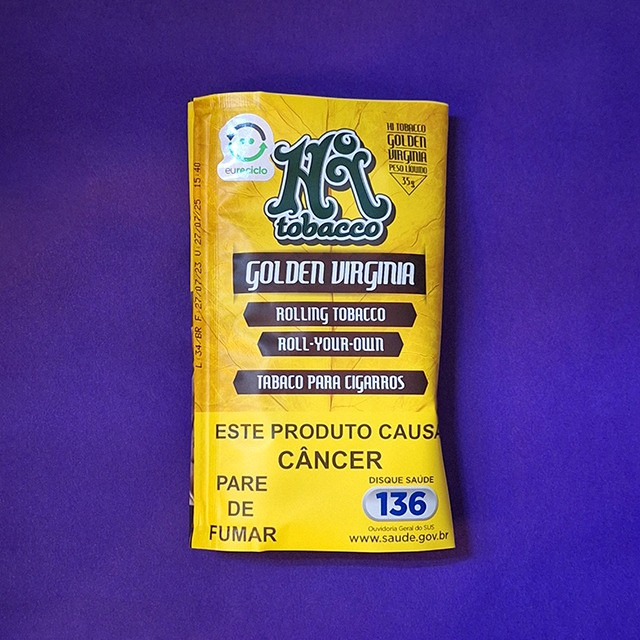 eureciclo
Hi
tobacco
HI TOBACCO
GOLDEN
VIRGINIA
PESO LÍQUIDO
35g
L:34/BR F:27/07/23 V:27/07/25 15:40
GOLDEN VIRGINIA
ROLLING TOBACCO
ROLL-YOUR-OWN
TABACO PARA CIGARROS
ESTE PRODUTO CAUSA
CÂNCER
PARE
DE
FUMAR
DISQUE SAÚDE
136
Ouvidoria Geral do SUS
www.saude.gov.br